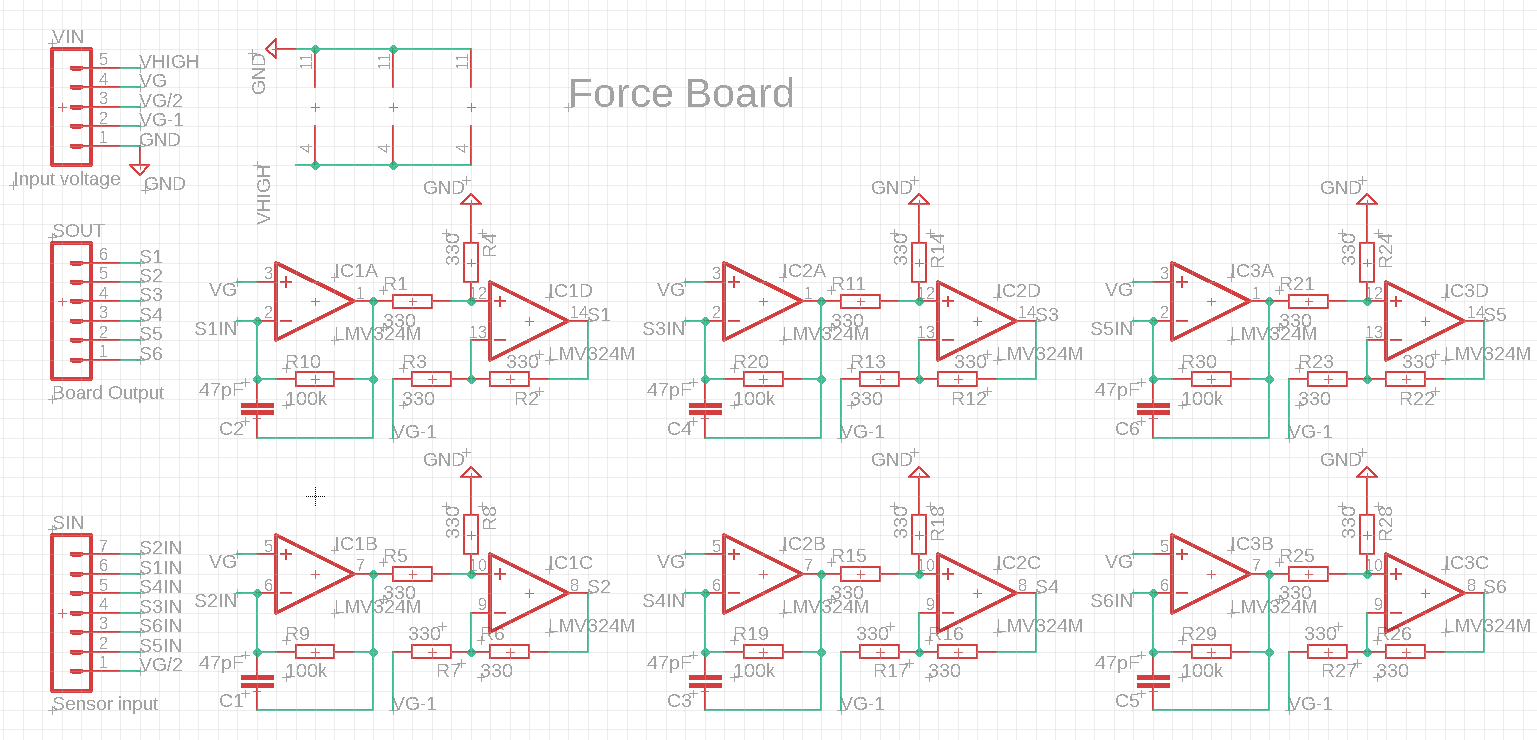 Force Board
VIN
5 VHIGH
4 VG
3 VG/2
2 VG-1
1 GND
Input voltage
GND
GND
11 11 11
4 4 4
VHIGH
SOUT
6 S1
5 S2
4 S3
3 S4
2 S5
1 S6
Board Output
SIN
7 S2IN
6 S1IN
5 S4IN
4 S3IN
3 S6IN
2 S5IN
1 VG/2
Sensor input
GND
330 R4
VG 3
S1IN 2
IC1A
1
LMV324M
R1
330
12
13
IC1D
14 S1
LMV324M
R10
100k
47pF
C2
R3
330
330
R2
VG-1
GND
330 R14
VG 3
S3IN 2
IC2A
1
LMV324M
R11
330
12
13
IC2D
14 S3
LMV324M
R20
100k
47pF
C4
R13
330
330
R12
VG-1
GND
330 R24
VG 3
S5IN 2
IC3A
1
LMV324M
R21
330
12
13
IC3D
14 S5
LMV324M
R30
100k
47pF
C6
R23
330
330
R22
VG-1
GND
330 R8
VG 5
S2IN 6
IC1B
7
LMV324M
R5
330
10
9
IC1C
8 S2
LMV324M
R9
100k
47pF
C1
330
R7
R6
330
VG-1
GND
330 R18
VG 5
S4IN 6
IC2B
7
LMV324M
R15
330
10
9
IC2C
8 S4
LMV324M
R19
100k
47pF
C3
330
R17
R16
330
VG-1
GND
330 R28
VG 5
S6IN 6
IC3B
7
LMV324M
R25
330
10
9
IC3C
8 S6
LMV324M
R29
100k
47pF
C5
330
R27
R26
330
VG-1